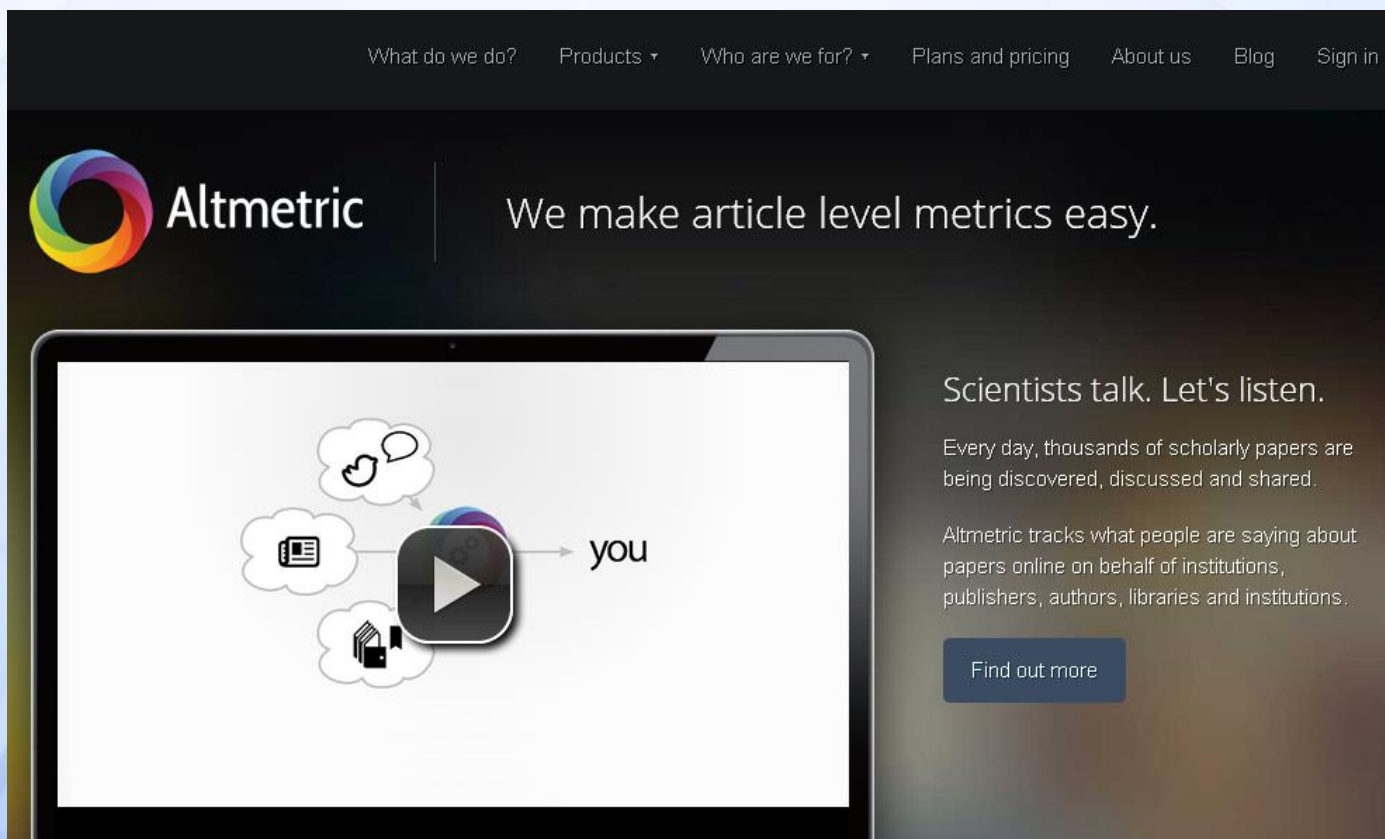 What do we do? Products Who are we for? Plans and pricing About us Blog Sign in
Altmetric
We make article level metrics easy.
you
Scientists talk. Let's listen.
Every day, thousands of scholarly papers are
being discovered, discussed and shared.
Altmetric tracks what people are saying about
papers online on behalf of institutions,
publishers, authors, libraries and institutions.
Find out more